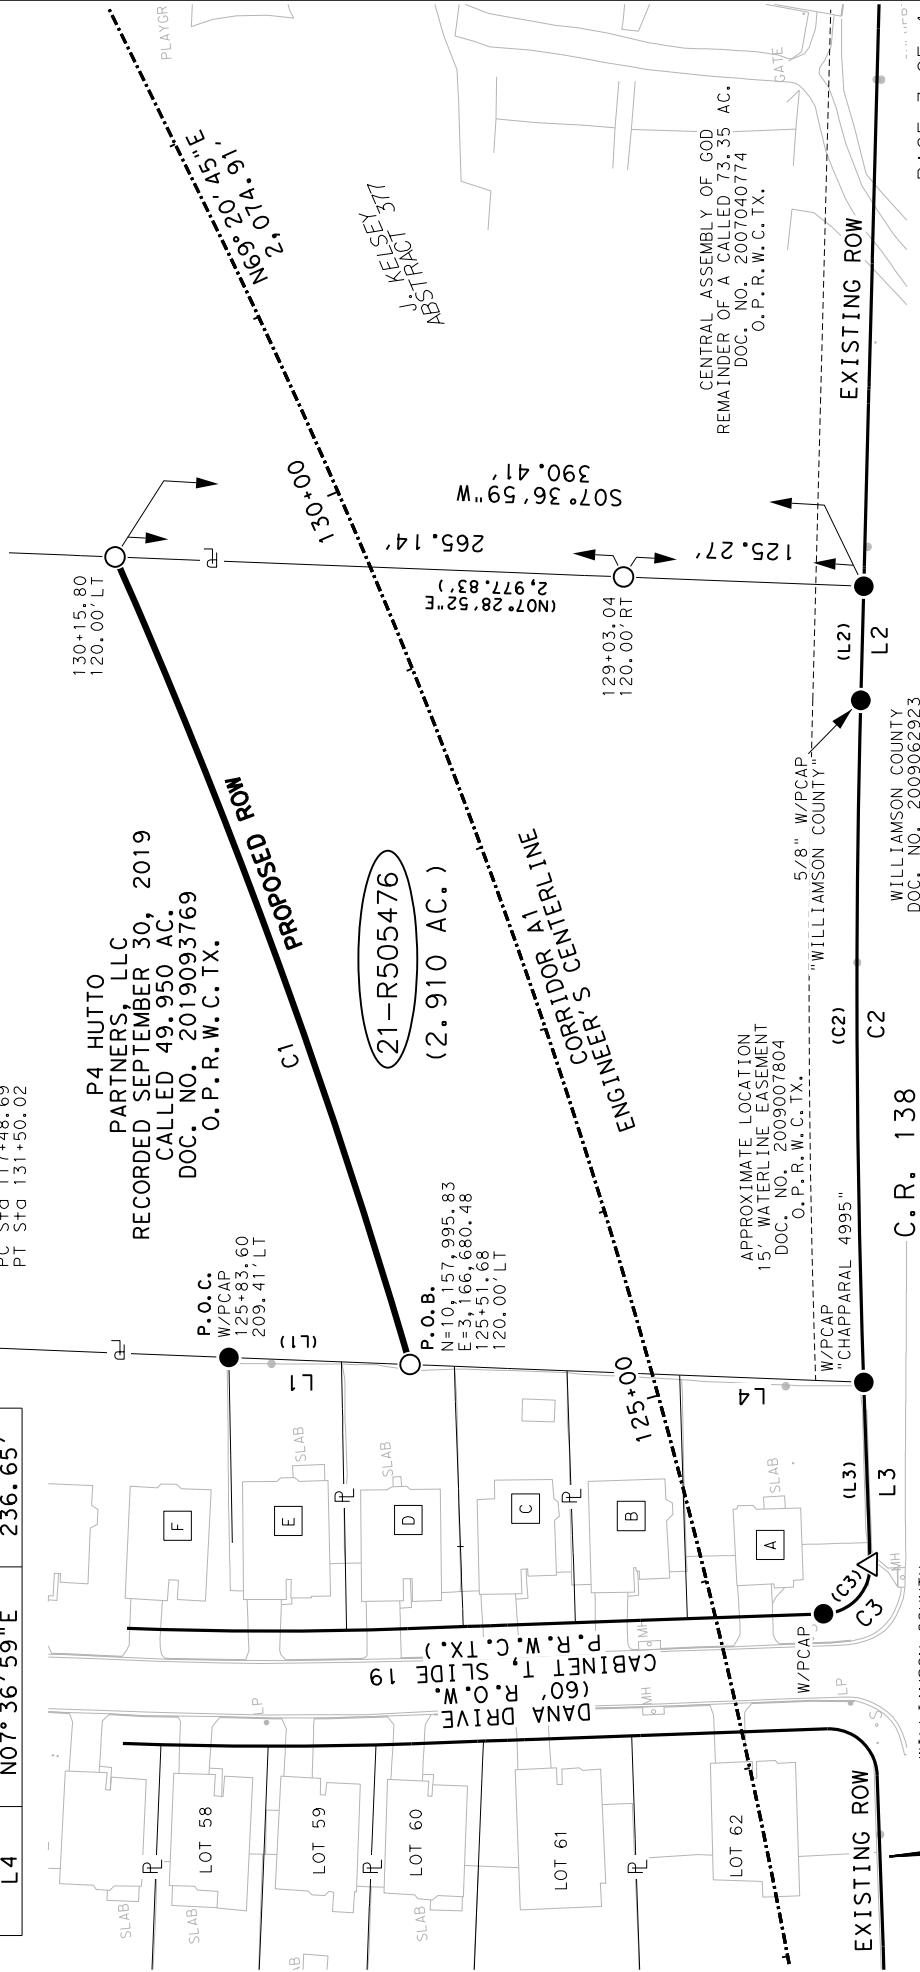 L4
N07°36'59"E
236.65'
PC Sta 117+48.69
PT Sta 131+50.02
PLAYGR
N69°20'45"E
2,074.91'
J. KELSEY
ABSTRACT 377
GATE
CENTRAL ASSEMBLY OF GOD
REMAINDER OF A CALLED 73.35 AC.
DOC. NO. 2007040774
O.P.R.W.C.TX.
EXISTING ROW
130+00
S07°36'59"W
390.41'
265.14'
125.27'
(N07°28'52"E
2,977.83')
130+15.80
120.00'LT
129+03.04
120.00'RT
(L2)
L2
5/8" W/PCAP
"WILLIAMSON COUNTY"
WILLIAMSON COUNTY
DOC. NO. 2009062923
P4 HUTTO
PARTNERS, LLC
RECORDED SEPTEMBER 30, 2019
CALLED 49.950 AC.
DOC. NO. 2019093769
O.P.R.W.C.TX.
PROPOSED ROW
C1
21-R505476
(2.910 AC.)
CORRIDOR A1
ENGINEER'S CENTERLINE
(C2)
C2
APPROXIMATE LOCATION
15' WATERLINE EASEMENT
DOC. NO. 2009007804
O.P.R.W.C.TX.
C.R. 138
P.O.C.
W/PCAP
125+83.60
209.41'LT
(L1)
L1
P.O.B.
N=10,157,995.83
E=3,166,680.48
125+51.68
120.00'LT
125+00
L4
W/PCAP
"CHAPPARAL 4995"
(L3)
L3
SLAB
SLAB
SLAB
F
E
D
C
B
A
(C3)
C3
MH
W/PCAP
DANA DRIVE
(60' R.O.W.
CABINET T, SLIDE 19
P.R.W.C.TX.)
MH
MH
LP
LP
S
LOT 58
LOT 59
LOT 60
LOT 61
LOT 62
SLAB
SLAB
SLAB
EXISTING ROW